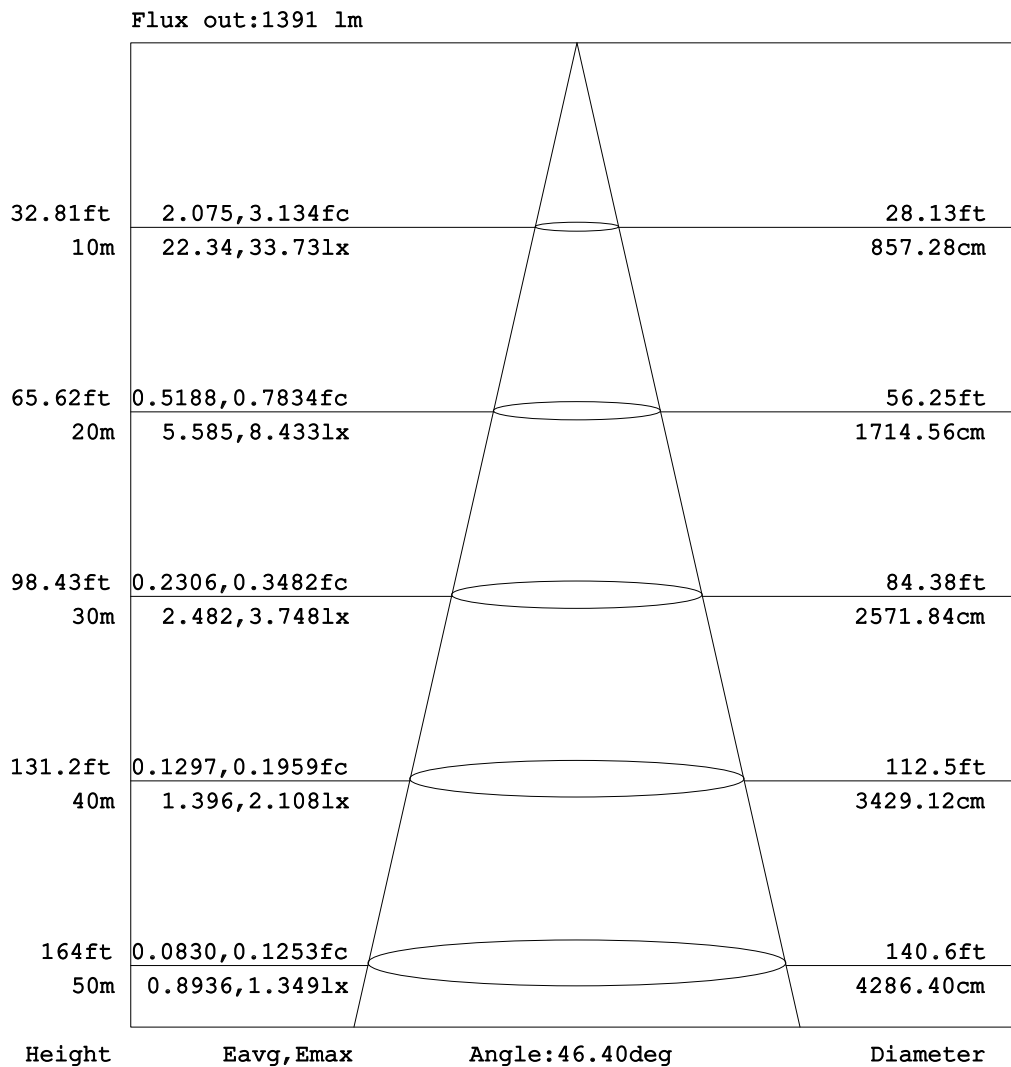 Flux out:1391 lm
32.81ft 2.075,3.134fc 28.13ft
10m 22.34,33.73lx 857.28cm
65.62ft 0.5188,0.7834fc 56.25ft
20m 5.585,8.433lx 1714.56cm
98.43ft 0.2306,0.3482fc 84.38ft
30m 2.482,3.748lx 2571.84cm
131.2ft 0.1297,0.1959fc 112.5ft
40m 1.396,2.108lx 3429.12cm
164ft 0.0830,0.1253fc 140.6ft
50m 0.8936,1.349lx 4286.40cm
Height Eavg,Emax Angle:46.40deg Diameter